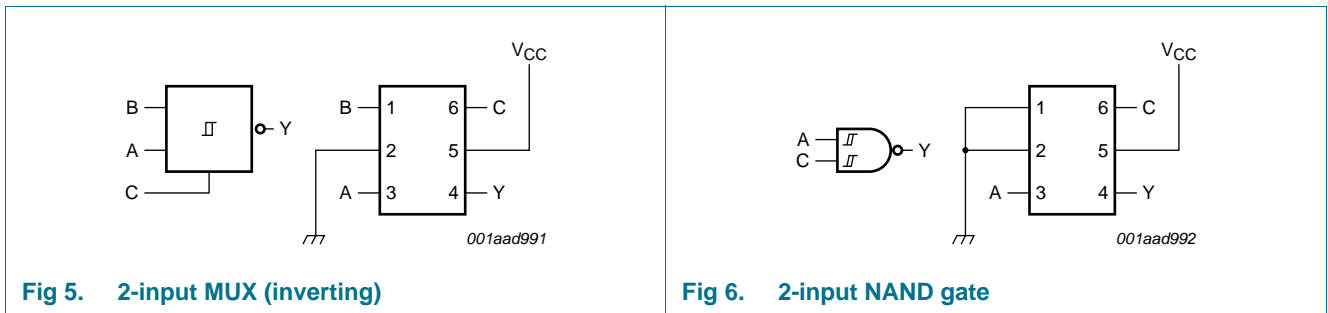 VCC
B
A
C
Y
B 1 6 C
2 5
A 3 4 Y
001aad991
Fig 5. 2-input MUX (inverting)
VCC
A
C
Y
1 6 C
2 5
A 3 4 Y
001aad992
Fig 6. 2-input NAND gate